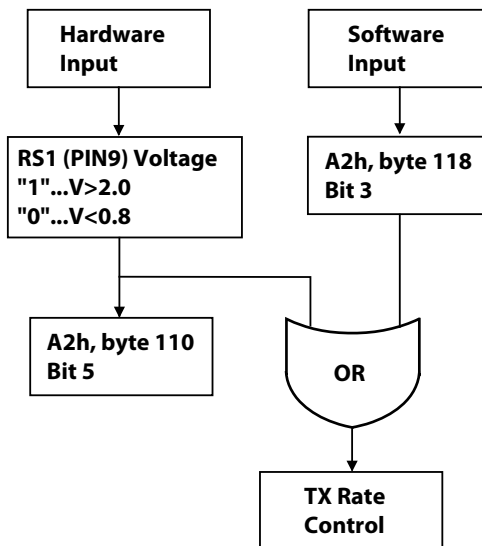 Hardware
Input
Software
Input
RS1 (PIN9) Voltage
"1"...V>2.0
"0"...V<0.8
A2h, byte 118
Bit 3
A2h, byte 110
Bit 5
OR
TX Rate
Control